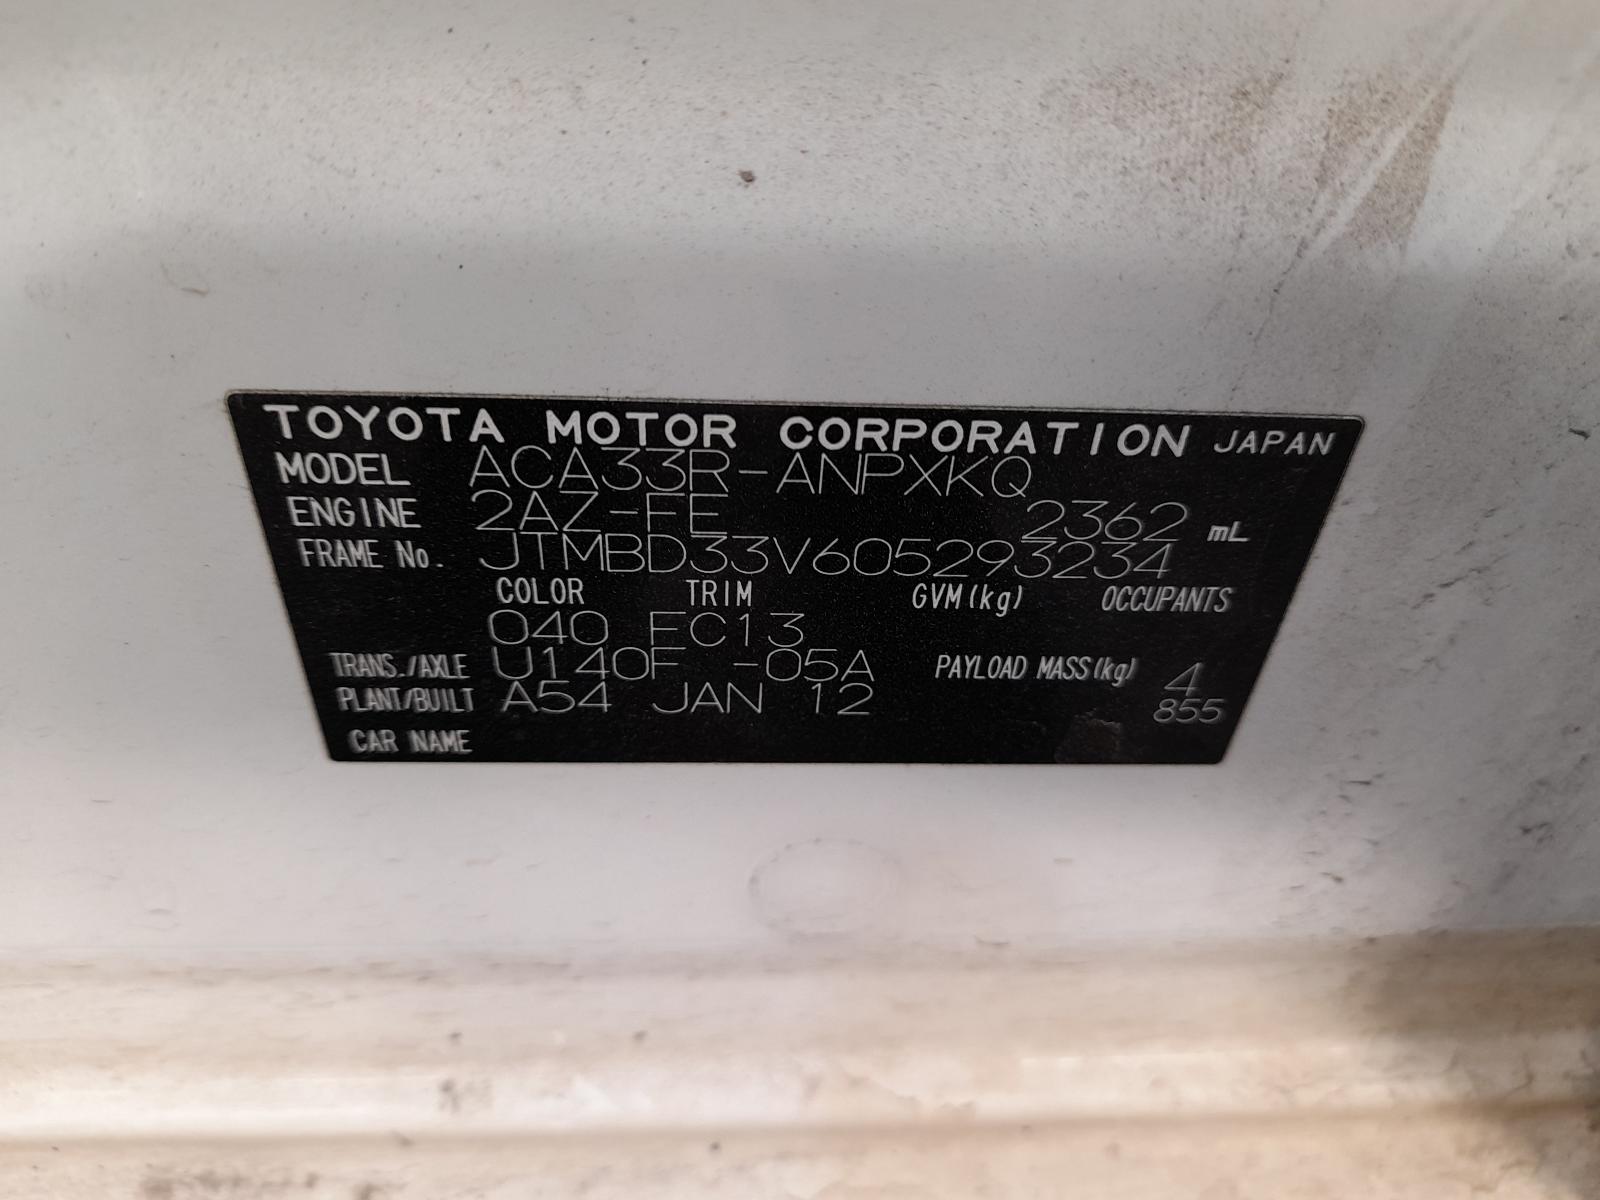 TOYOTA MOTOR CORPORATION JAPAN
MODEL ACA33R-ANPXKQ
ENGINE 2AZ-FE 2362 mL
FRAME No. JTMBD33V605293234
COLOR TRIM GVM(kg) OCCUPANTS
040 FC13
TRANS./AXLE U140F -05A PAYLOAD MASS(kg) 4
PLANT/BUILT A54 JAN 12 855
CAR NAME